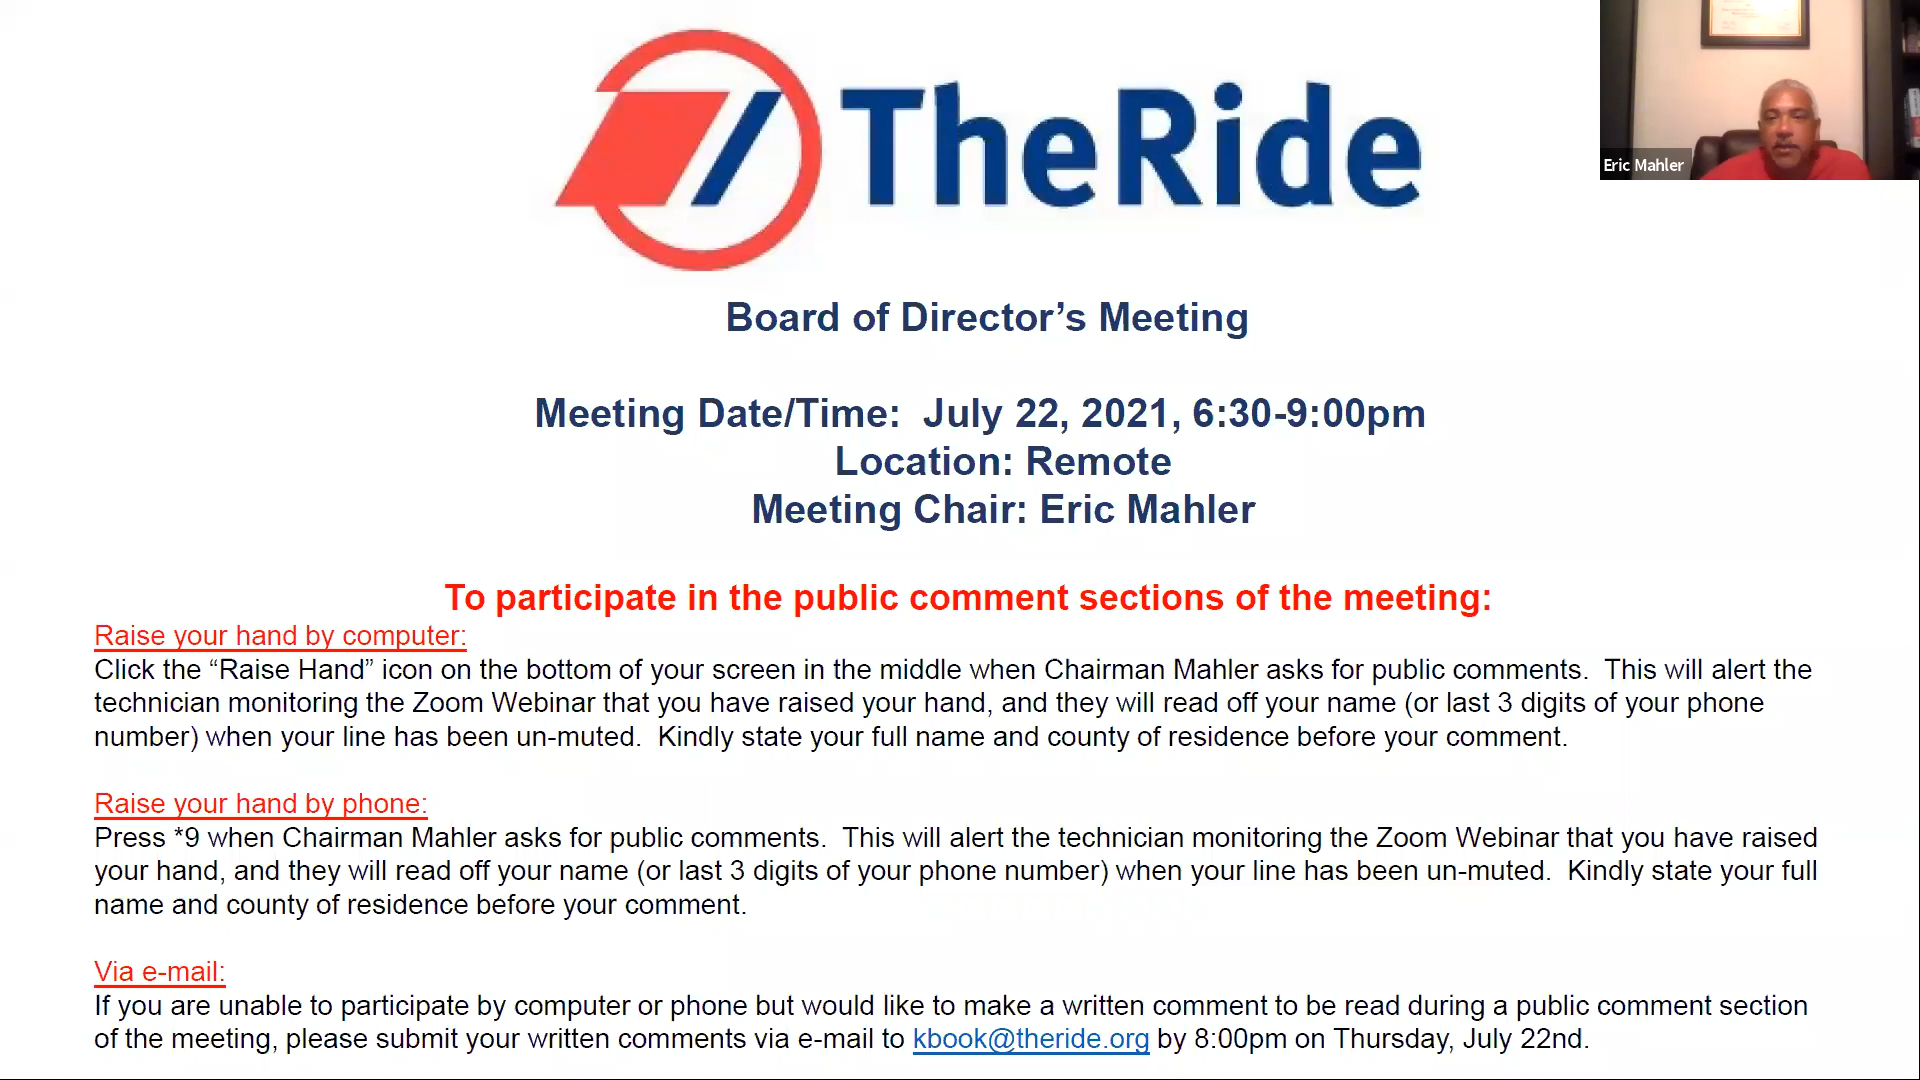 TheRide
Eric Mahler
Board of Director’s Meeting
Meeting Date/Time:  July 22, 2021, 6:30-9:00pm
Location: Remote
Meeting Chair: Eric Mahler
To participate in the public comment sections of the meeting:
Raise your hand by computer:
Click the “Raise Hand” icon on the bottom of your screen in the middle when Chairman Mahler asks for public comments.  This will alert the
technician monitoring the Zoom Webinar that you have raised your hand, and they will read off your name (or last 3 digits of your phone
number) when your line has been un-muted.  Kindly state your full name and county of residence before your comment.
Raise your hand by phone:
Press *9 when Chairman Mahler asks for public comments.  This will alert the technician monitoring the Zoom Webinar that you have raised
your hand, and they will read off your name (or last 3 digits of your phone number) when your line has been un-muted.  Kindly state your full
name and county of residence before your comment.
Via e-mail:
If you are unable to participate by computer or phone but would like to make a written comment to be read during a public comment section
of the meeting, please submit your written comments via e-mail to kbook@theride.org by 8:00pm on Thursday, July 22nd.